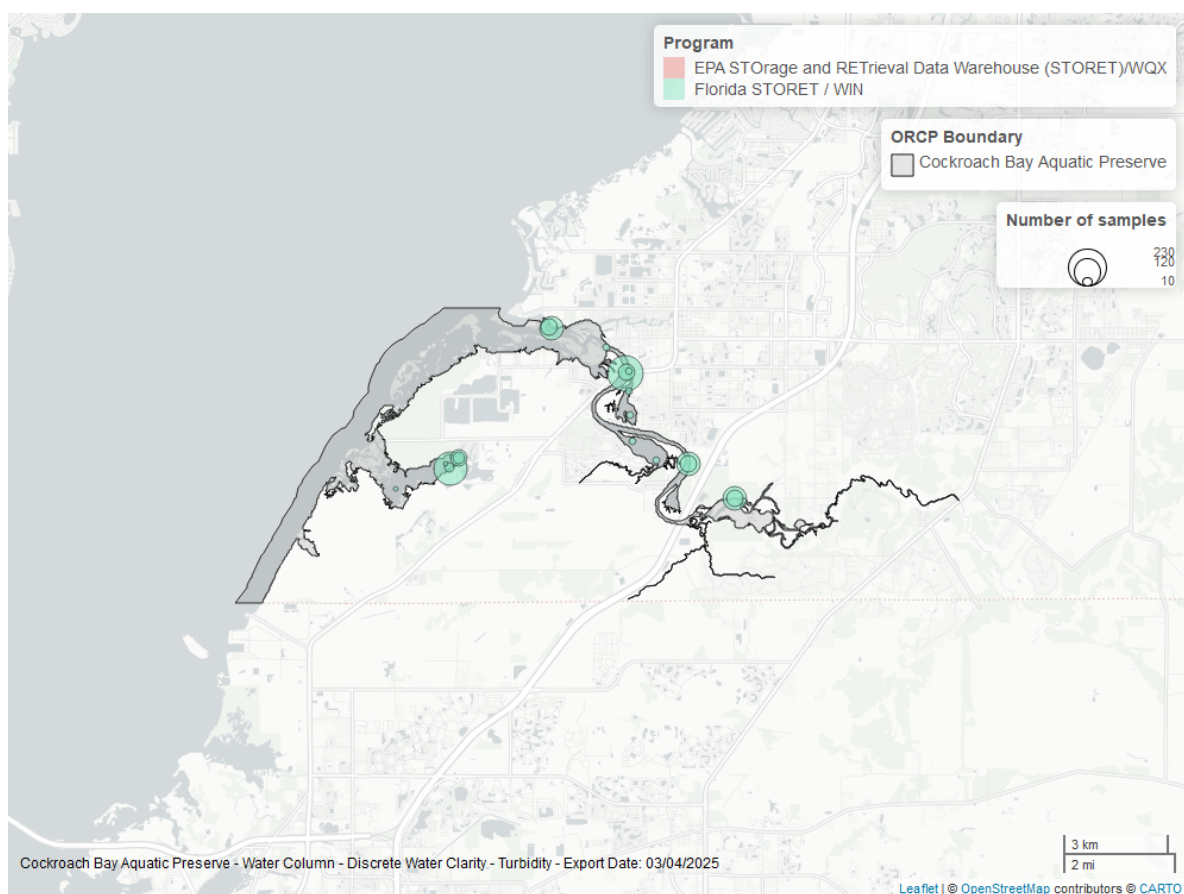 Program
EPA STOrage and RETrieval Data Warehouse (STORET)/WQX
Florida STORET / WIN
ORCP Boundary
Cockroach Bay Aquatic Preserve
Number of samples
230
120
10
3 km
2 mi
Cockroach Bay Aquatic Preserve - Water Column - Discrete Water Clarity - Turbidity - Export Date: 03/04/2025
Leaflet | © OpenStreetMap contributors © CARTO